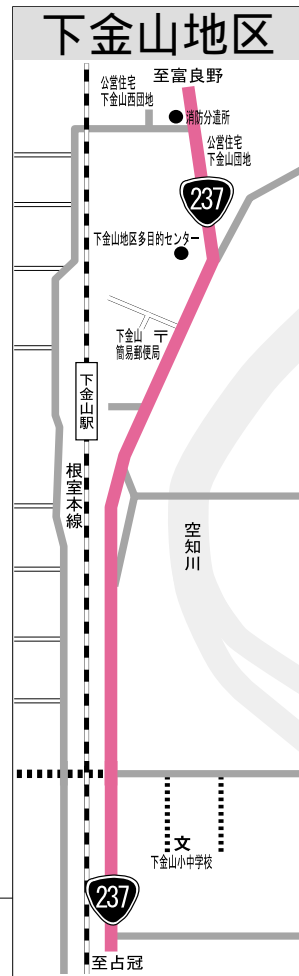 下金山地区
至富良野
公営住宅
下金山西団地
消防分遣所
公営住宅
下金山団地
237
下金山地区多目的センター
下金山
簡易郵便局
〒
下金山駅
根室本線
空知川
文
下金山小中学校
237
至占冠